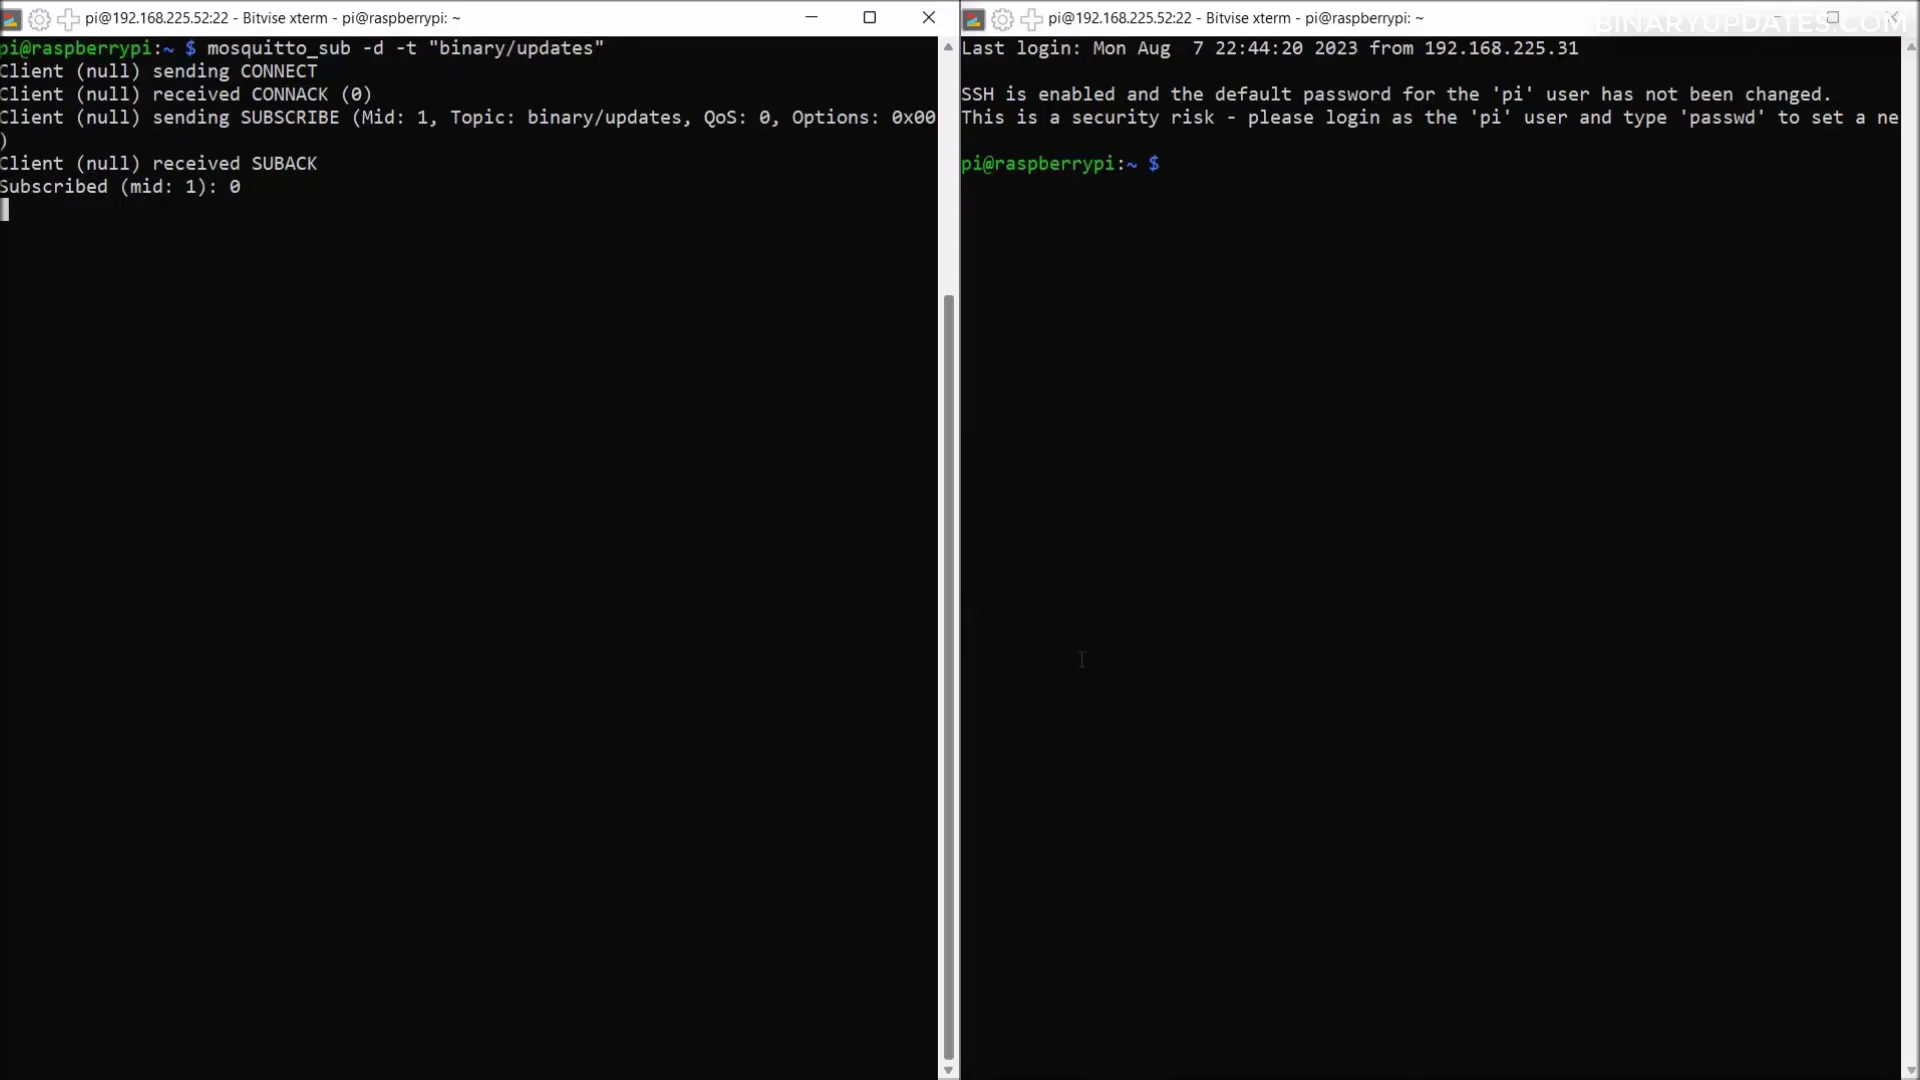 pi@192.168.225.52:22 - Bitvise xterm - pi@raspberrypi: ~
pi@raspberrypi:~ $ mosquitto_sub -d -t "binary/updates"
Client (null) sending CONNECT
Client (null) received CONNACK (0)
Client (null) sending SUBSCRIBE (Mid: 1, Topic: binary/updates, QoS: 0, Options: 0x00
)
Client (null) received SUBACK
Subscribed (mid: 1): 0
pi@192.168.225.52:22 - Bitvise xterm - pi@raspberrypi: ~
BINARYUPDATES.COM
Last login: Mon Aug  7 22:44:20 2023 from 192.168.225.31
SSH is enabled and the default password for the 'pi' user has not been changed.
This is a security risk - please login as the 'pi' user and type 'passwd' to set a ne
pi@raspberrypi:~ $